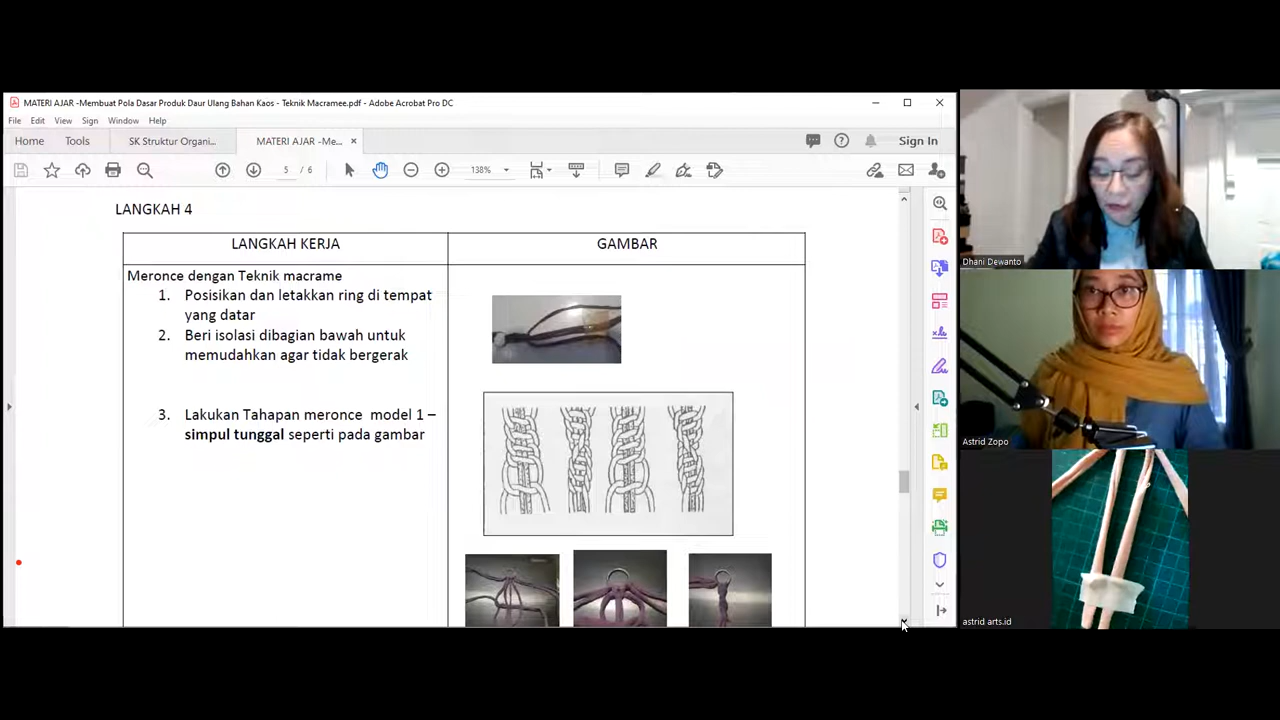 MATERI AJAR -Membuat Pola Dasar Produk Daur Ulang Bahan Kaos - Teknik Macramee.pdf - Adobe Acrobat Pro DC
File Edit View Sign Window Help
Home Tools SK Struktur Organi... MATERI AJAR -Me... Sign In
5 / 6 138%
LANGKAH 4
LANGKAH KERJA GAMBAR
Meronce dengan Teknik macrame
1. Posisikan dan letakkan ring di tempat
yang datar
2. Beri isolasi dibagian bawah untuk
memudahkan agar tidak bergerak
3. Lakukan Tahapan meronce model 1 –
simpul tunggal seperti pada gambar
Dhani Dewanto
Astrid Zopo
astrid arts.id